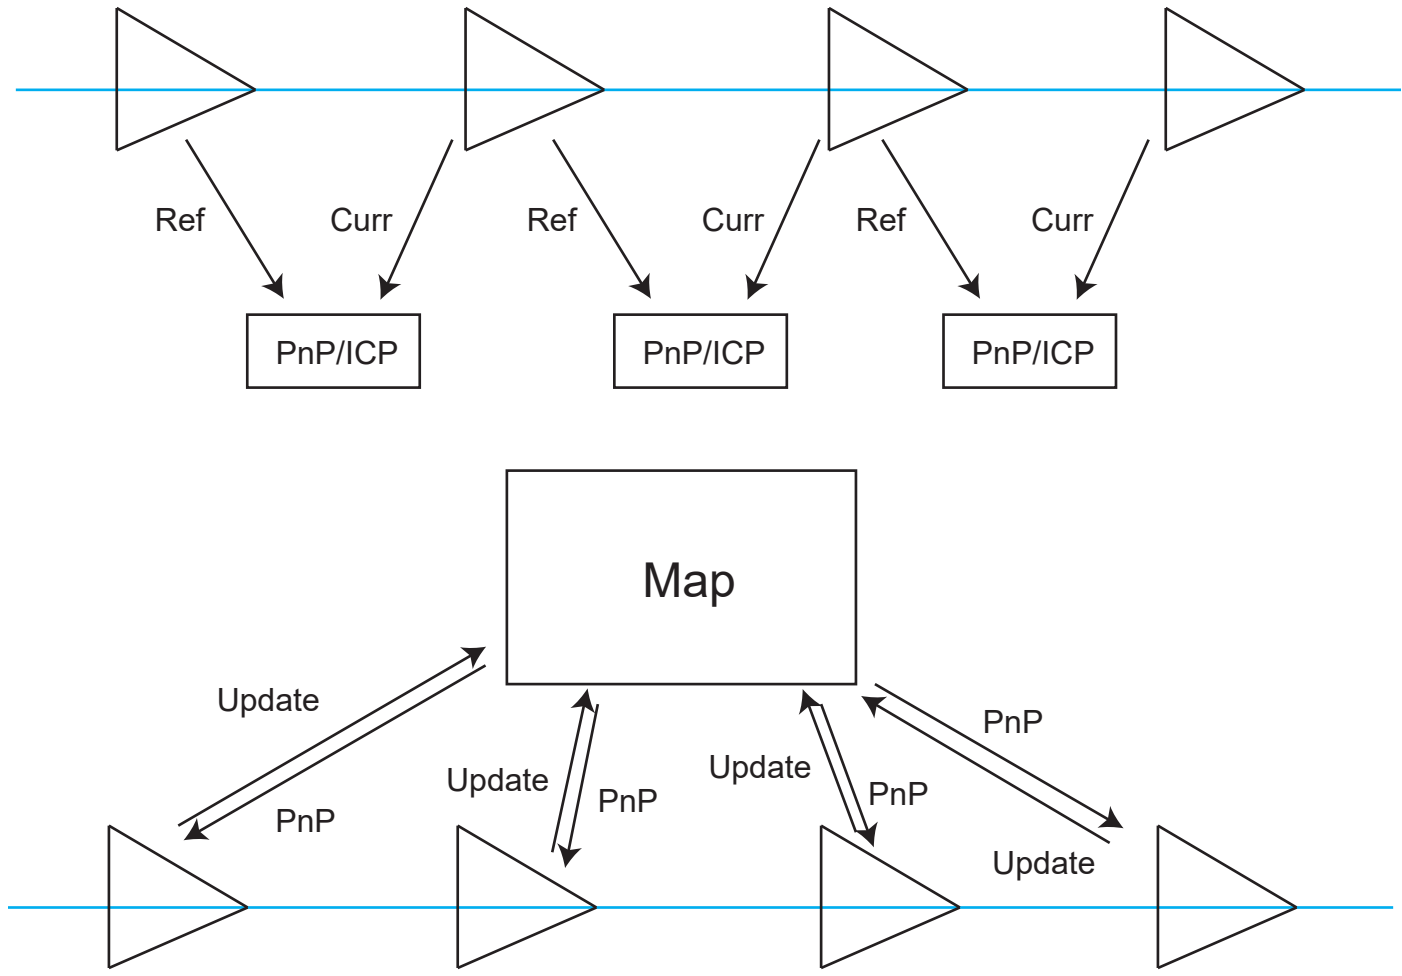 Ref
Curr
Ref
Curr
Ref
Curr
PnP/ICP
PnP/ICP
PnP/ICP
Map
Update
PnP
Update
PnP
Update
PnP
PnP
Update